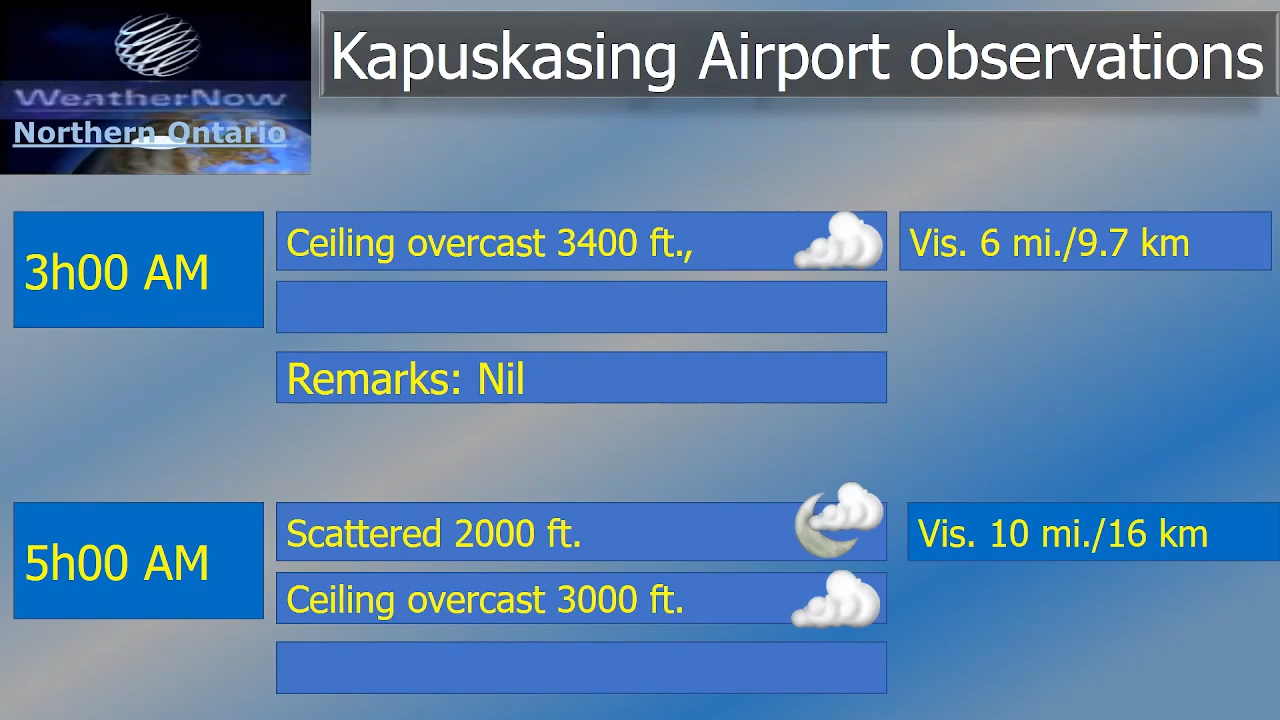 WeatherNow
Northern Ontario
Kapuskasing Airport observations
3h00 AM
Ceiling overcast 3400 ft.,
Vis. 6 mi./9.7 km
Remarks: Nil
5h00 AM
Scattered 2000 ft.
Vis. 10 mi./16 km
Ceiling overcast 3000 ft.